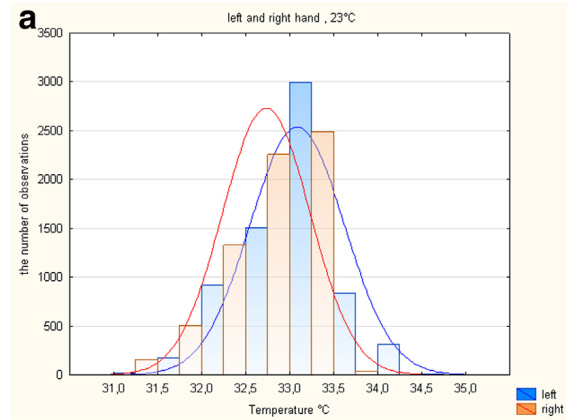 a
left and right hand , 23°C
3500
3000
2500
2000
1500
1000
500
0
the number of observations
31,0 31,5 32,0 32,5 33,0 33,5 34,0 34,5 35,0
Temperature °C
left
right